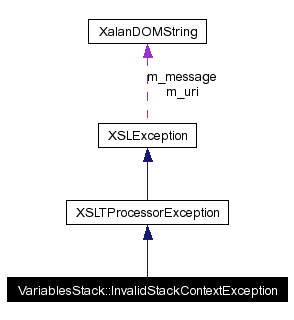 XalanDOMString
m_message
m_uri
XSLException
XSLTProcessorException
VariablesStack::InvalidStackContextException